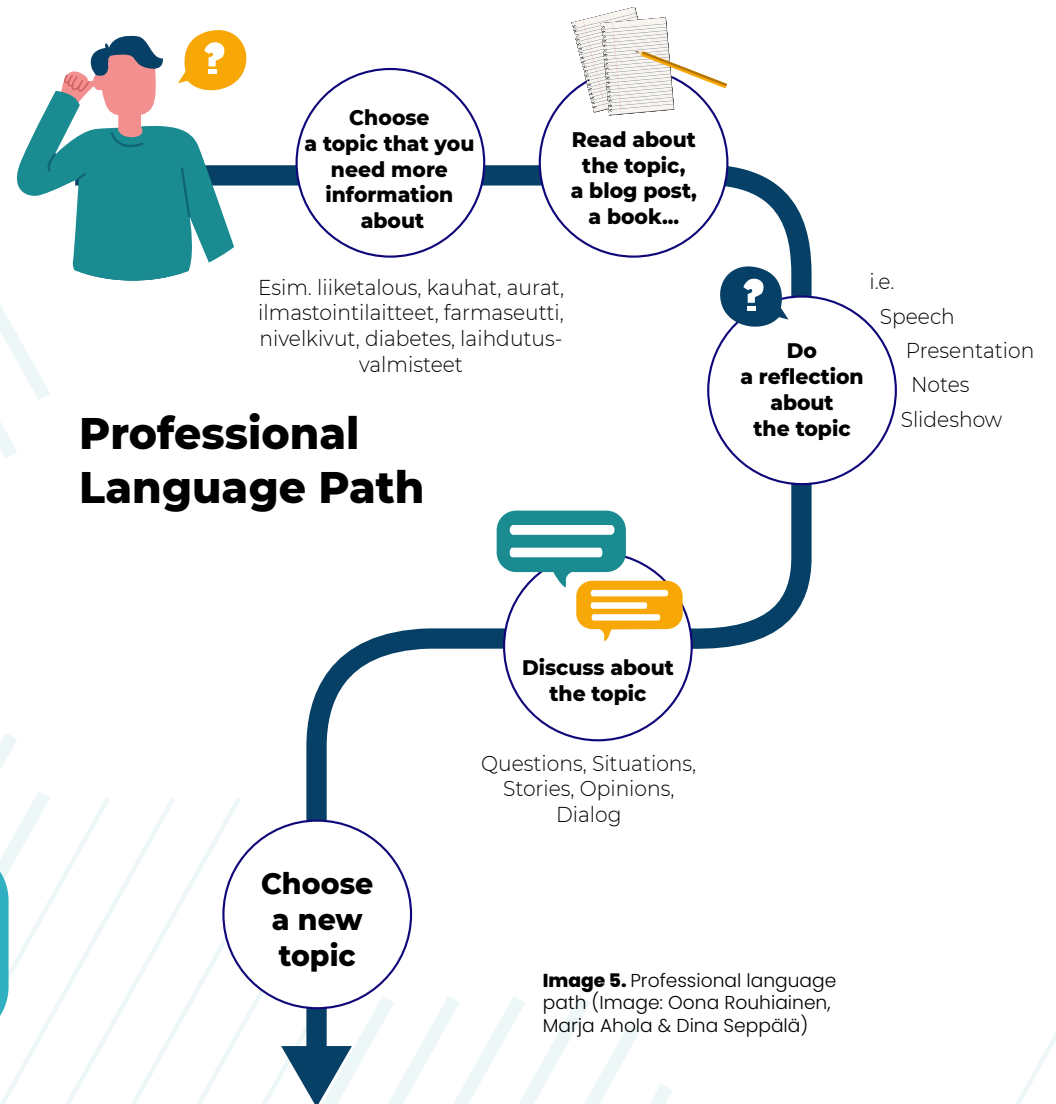 ?
Choose
a topic that you
need more
information
about
Read about
the topic,
a blog post,
a book...
Esim. liiketalous, kauhat, aurat,
ilmastointilaitteet, farmaseutti,
nivelkivut, diabetes, laihdutus-
valmisteet
?
Do
a reflection
about
the topic
i.e.
Speech
Presentation
Notes
Slideshow
Professional
Language Path
Discuss about
the topic
Questions, Situations,
Stories, Opinions,
Dialog
Choose
a new
topic
Image 5. Professional language
path (Image: Oona Rouhiainen,
Marja Ahola & Dina Seppälä)